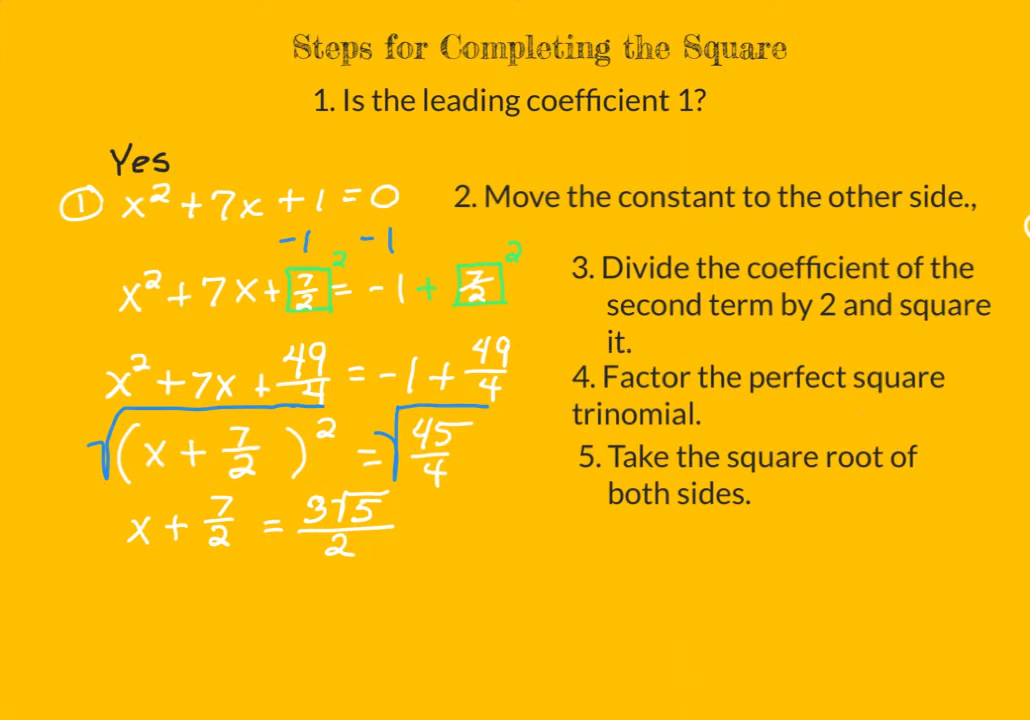 Steps for Completing the Square
1. Is the leading coefficient 1?
Yes
① x² + 7x + 1 = 0
2. Move the constant to the other side.,
-1 -1
x² + 7x + [7/2]² = -1 + [7/2]²
3. Divide the coefficient of the
second term by 2 and square
it.
x² + 7x + 49/4 = -1 + 49/4
4. Factor the perfect square
trinomial.
√(x + 7/2)² = √45/4
5. Take the square root of
both sides.
x + 7/2 = 3√5/2